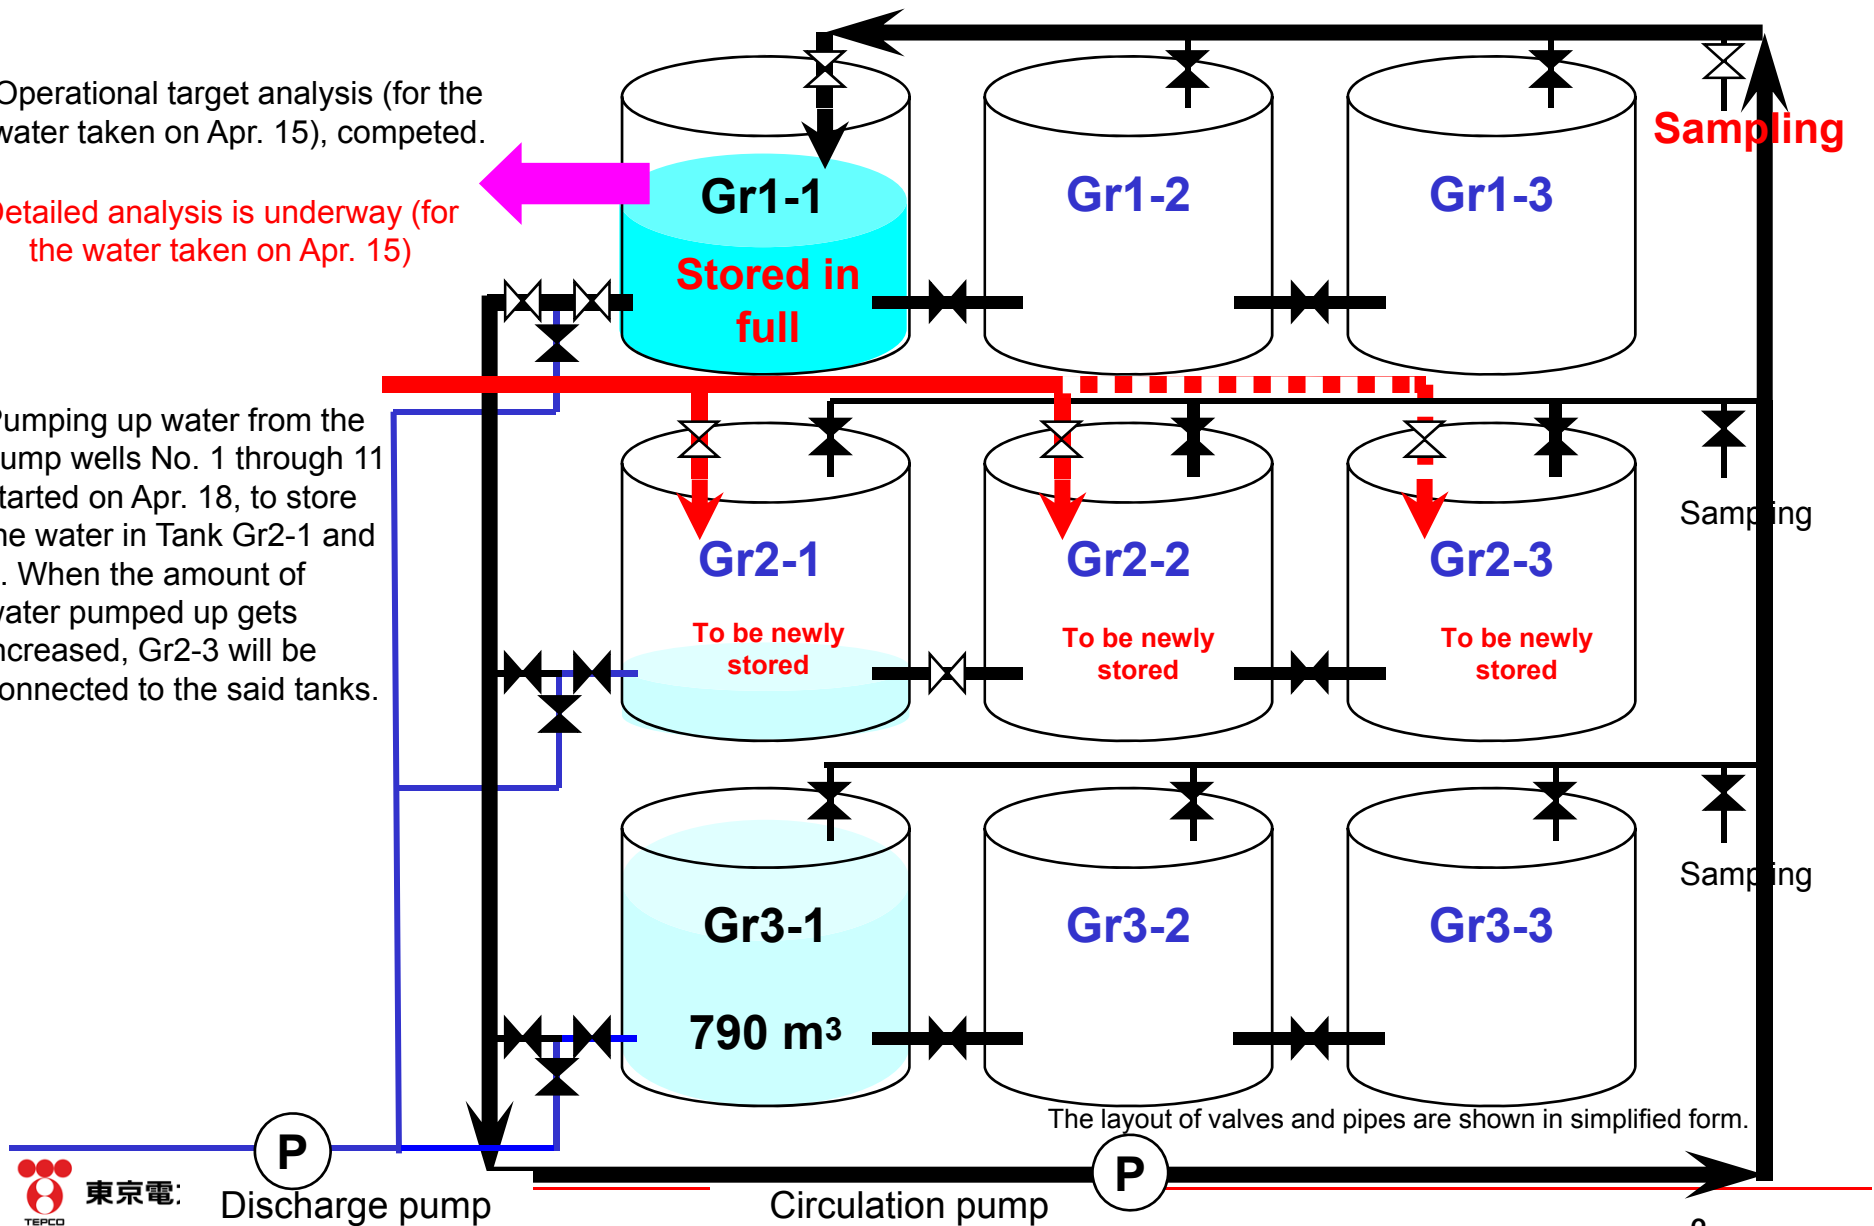 Operational target analysis (for the
water taken on Apr. 15), competed.
Detailed analysis is underway (for
the water taken on Apr. 15)
Sampling
Gr1-1
Stored in
full
Gr1-2
Gr1-3
Pumping up water from the
pump wells No. 1 through 11
started on Apr. 18, to store
the water in Tank Gr2-1 and
. When the amount of
water pumped up gets
increased, Gr2-3 will be
connected to the said tanks.
Sampling
Gr2-1
To be newly
stored
Gr2-2
To be newly
stored
Gr2-3
To be newly
stored
Sampling
Gr3-1
790 m³
Gr3-2
Gr3-3
The layout of valves and pipes are shown in simplified form.
P
P
東京電
TEPCO
Discharge pump
Circulation pump